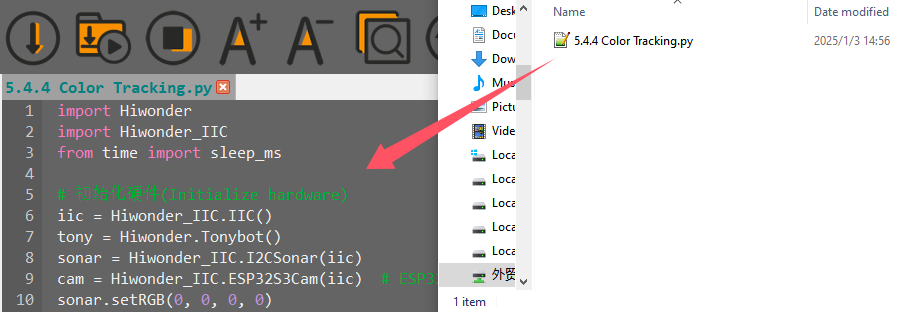 5.4.4 Color Tracking.py
1 import Hiwonder
2 import Hiwonder_IIC
3 from time import sleep_ms
4
5 # 初始化硬件(Initialize hardware)
6 iic = Hiwonder_IIC.IIC()
7 tony = Hiwonder.Tonybot()
8 sonar = Hiwonder_IIC.I2CSonar(iic)
9 cam = Hiwonder_IIC.ESP32S3Cam(iic) # ESP3
10 sonar.setRGB(0, 0, 0, 0)
Desk
Docu
Dow
Mus
Pictur
Video
Loca
Loca
Loca
Loca
Loca
外贸
1 item
Name Date modified
5.4.4 Color Tracking.py 2025/1/3 14:56